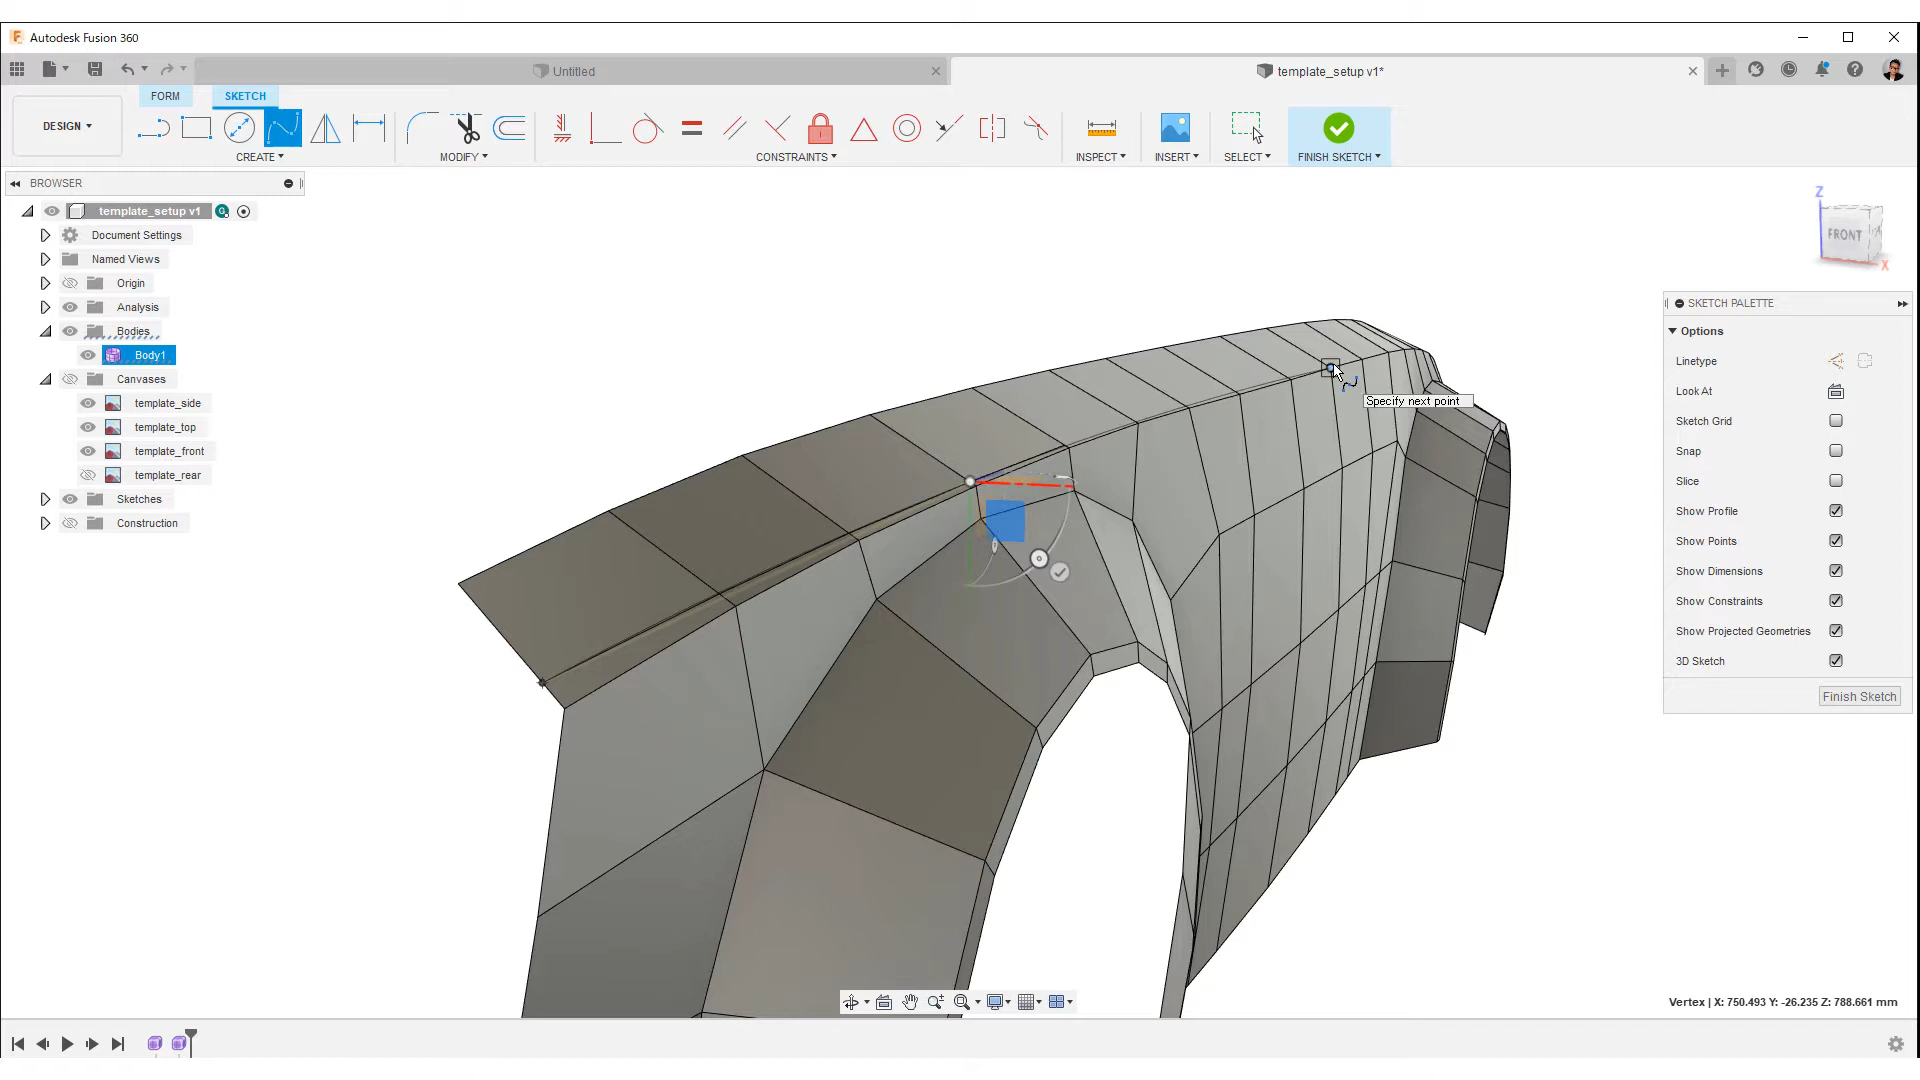 Autodesk Fusion 360
Untitled
template_setup v1*
FORM
SKETCH
DESIGN
CREATE
MODIFY
CONSTRAINTS
INSPECT
INSERT
SELECT
FINISH SKETCH
BROWSER
template_setup v1
Document Settings
Named Views
Origin
Analysis
Bodies
Body1
Canvases
template_side
template_top
template_front
template_rear
Sketches
Construction
Z
FRONT
X
Specify next point
SKETCH PALETTE
Options
Linetype
Look At
Sketch Grid
Snap
Slice
Show Profile
Show Points
Show Dimensions
Show Constraints
Show Projected Geometries
3D Sketch
Finish Sketch
Vertex | X: 750.493 Y: -26.235 Z: 788.661 mm